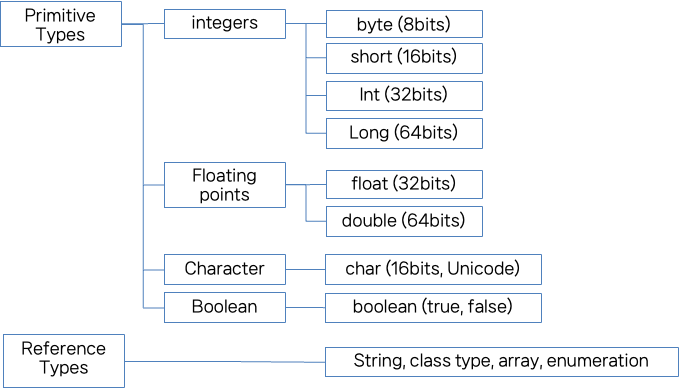 Primitive
Types
integers
byte (8bits)
short (16bits)
Int (32bits)
Long (64bits)
Floating
points
float (32bits)
double (64bits)
Character
char (16bits, Unicode)
Boolean
boolean (true, false)
Reference
Types
String, class type, array, enumeration